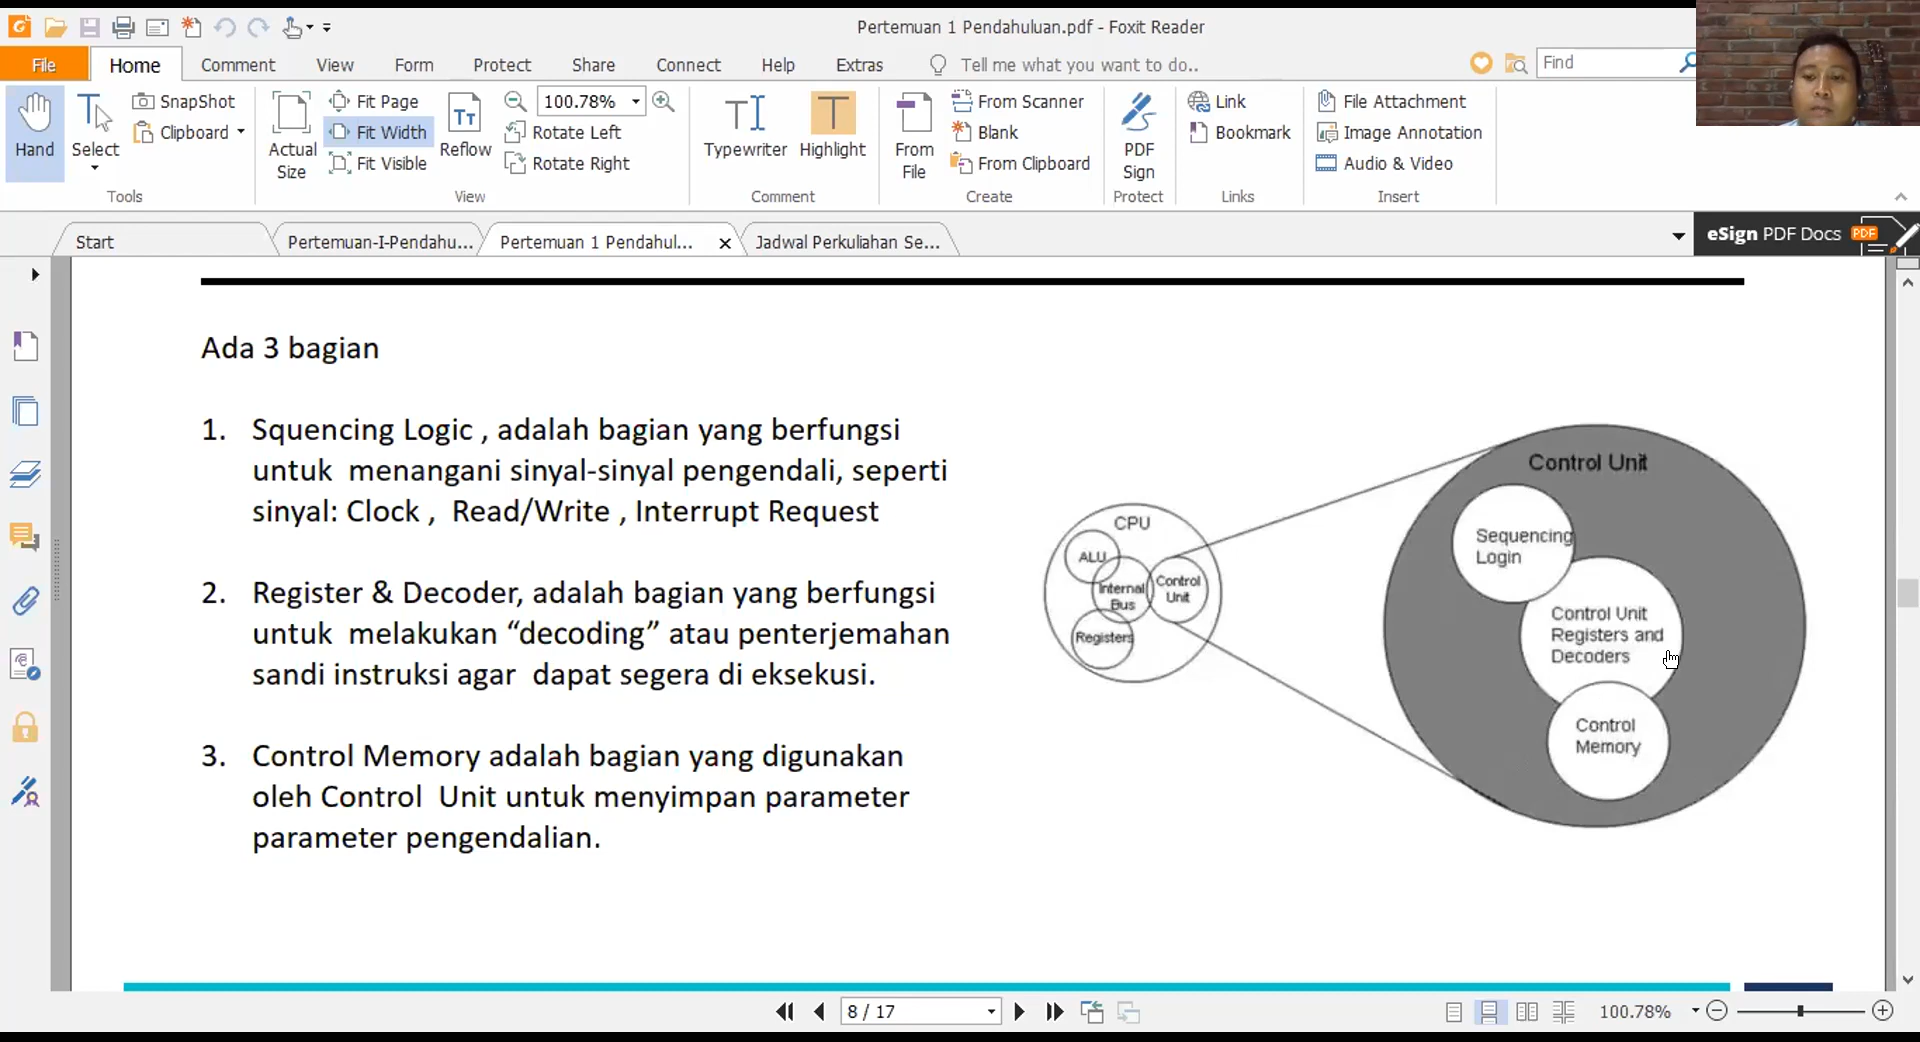 Pertemuan 1 Pendahuluan.pdf - Foxit Reader
File Home Comment View Form Protect Share Connect Help Extras Tell me what you want to do.. Find
Hand
Select
SnapShot
Clipboard
Tools
Actual
Size
Fit Page
Fit Width
Fit Visible
Reflow
100.78%
Rotate Left
Rotate Right
View
Typewriter
Highlight
Comment
From
File
From Scanner
Blank
From Clipboard
Create
PDF
Sign
Protect
Link
Bookmark
Links
File Attachment
Image Annotation
Audio & Video
Insert
Start Pertemuan-I-Pendahu... Pertemuan 1 Pendahul... Jadwal Perkuliahan Se...
eSign PDF Docs PDF
Ada 3 bagian
1. Squencing Logic , adalah bagian yang berfungsi
untuk menangani sinyal-sinyal pengendali, seperti
sinyal: Clock , Read/Write , Interrupt Request
2. Register & Decoder, adalah bagian yang berfungsi
untuk melakukan “decoding” atau penterjemahan
sandi instruksi agar dapat segera di eksekusi.
3. Control Memory adalah bagian yang digunakan
oleh Control Unit untuk menyimpan parameter
parameter pengendalian.
CPU
ALU
Internal
Bus
Control
Unit
Registers
Control Unit
Sequencing
Login
Control Unit
Registers and
Decoders
Control
Memory
8 / 17
100.78%